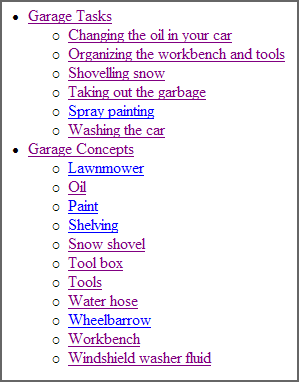 Garage Tasks
Changing the oil in your car
Organizing the workbench and tools
Shovelling snow
Taking out the garbage
Spray painting
Washing the car
Garage Concepts
Lawnmower
Oil
Paint
Shelving
Snow shovel
Tool box
Tools
Water hose
Wheelbarrow
Workbench
Windshield washer fluid